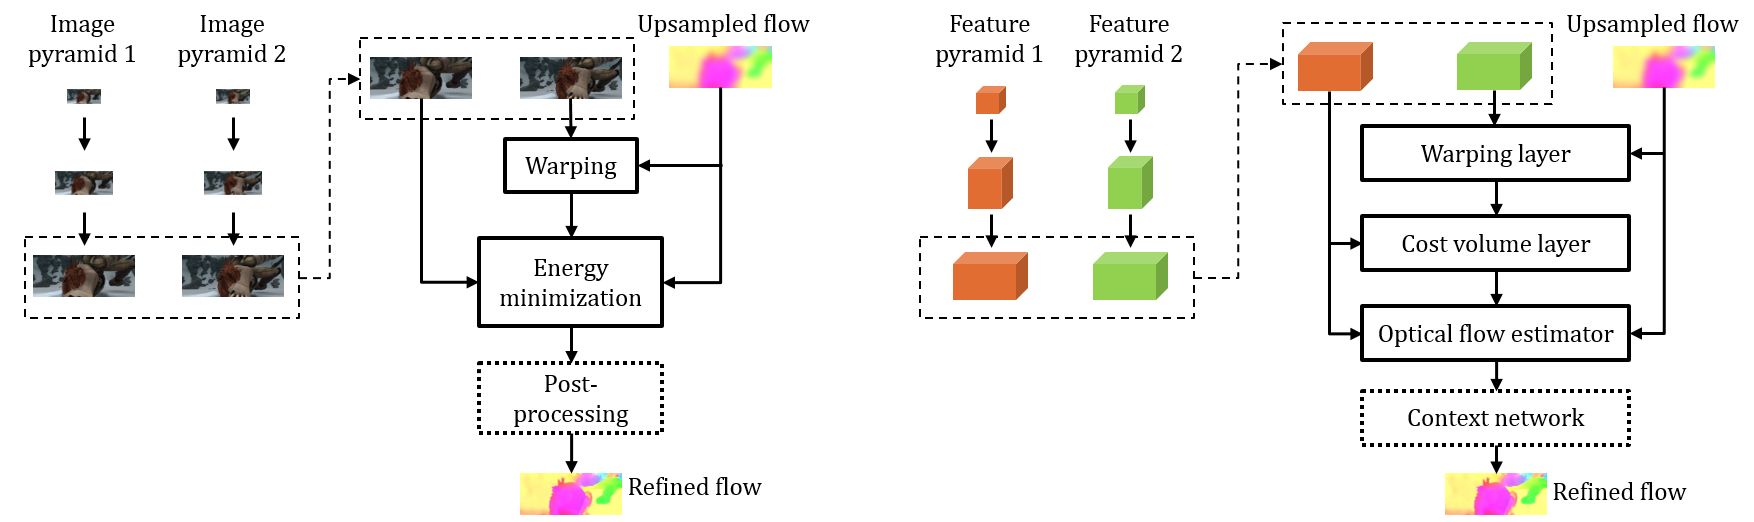 Image
pyramid 1
Image
pyramid 2
Upsampled flow
Warping
Energy
minimization
Post-
processing
Refined flow
Feature
pyramid 1
Feature
pyramid 2
Upsampled flow
Warping layer
Cost volume layer
Optical flow estimator
Context network
Refined flow